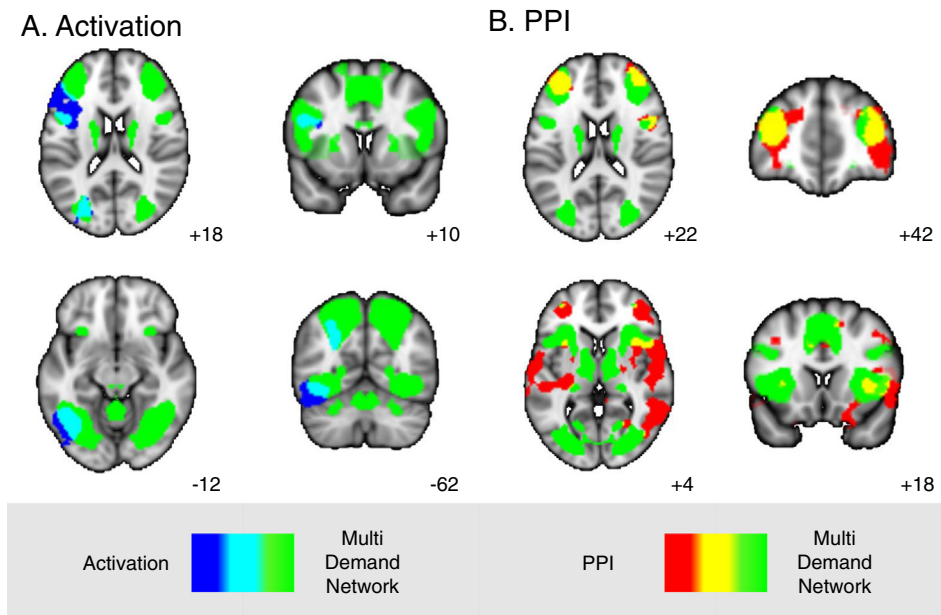 A. Activation
B. PPI
+18
+10
+22
+42
-12
-62
+4
+18
Activation
Multi
Demand
Network
PPI
Multi
Demand
Network